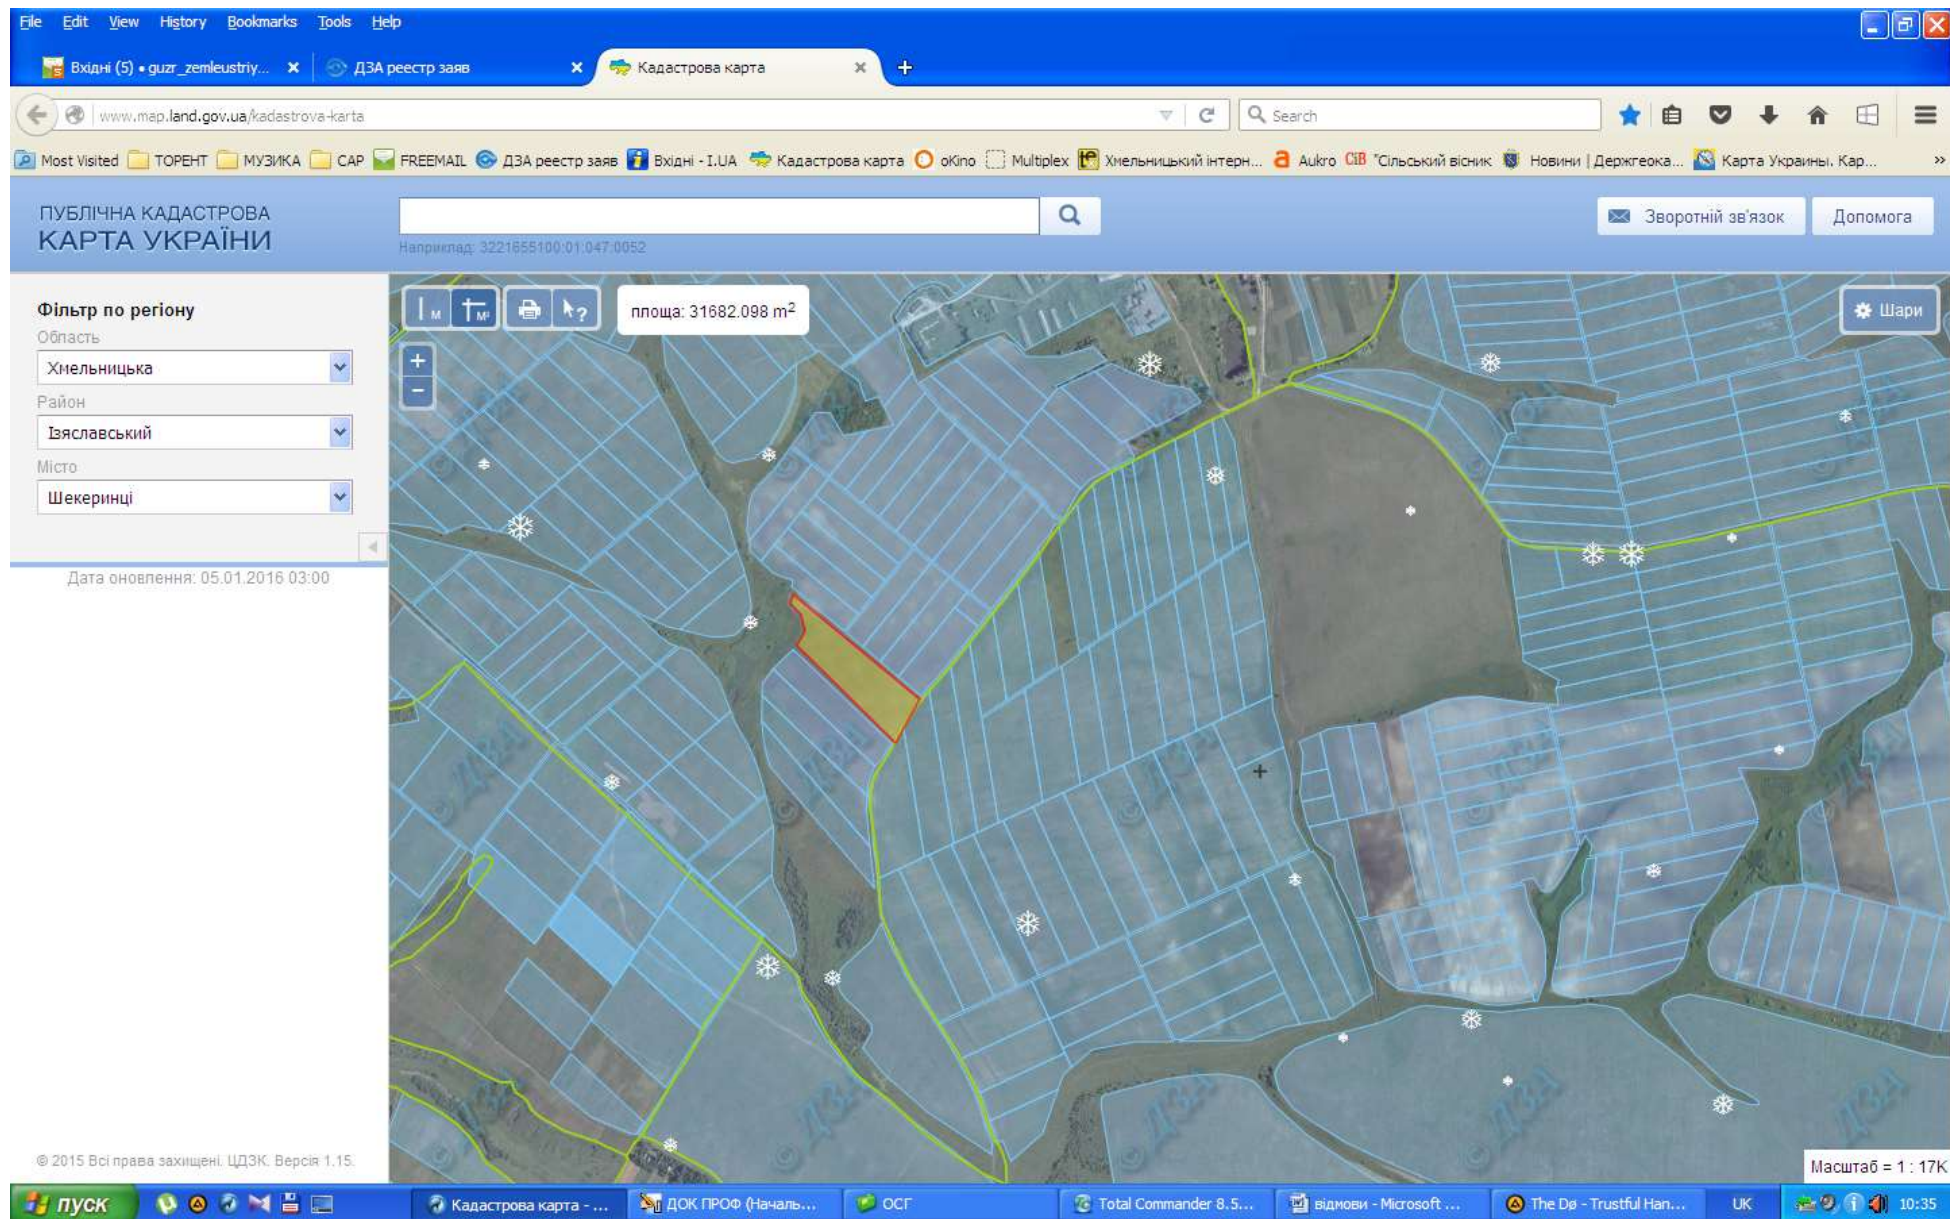 File Edit View History Bookmarks Tools Help
Вхідні (5) • guzr_zemleustriy... ДЗА реестр заяв Кадастрова карта
www.map.land.gov.ua/kadastrova-karta Search
Most Visited ТОРЕНТ МУЗИКА САР FREEMAIL ДЗА реестр заяв Вхідні - I.UA Кадастрова карта oKino Multiplex Хмельницький інтерн... Aukro СіВ "Сільський вісник Новини | Держгеока... Карта Украины. Кар... »
ПУБЛІЧНА КАДАСТРОВА
КАРТА УКРАЇНИ
Наприклад: 3221655100:01:047:0052
Зворотній зв'язок Допомога
Фільтр по регіону
Область
Хмельницька
Район
Ізяславський
Місто
Шекеринці
Дата оновлення: 05.01.2016 03:00
м м²
площа: 31682.098 m²
Шари
© ДЗА
© 2015 Всі права захищені. ЦДЗК. Версія 1.15.
Масштаб = 1 : 17K
пуск Кадастрова карта - ... ДОК ПРОФ (Началь... ОСГ Total Commander 8.5... відмови - Microsoft ... The Dø - Trustful Han... UK 10:35